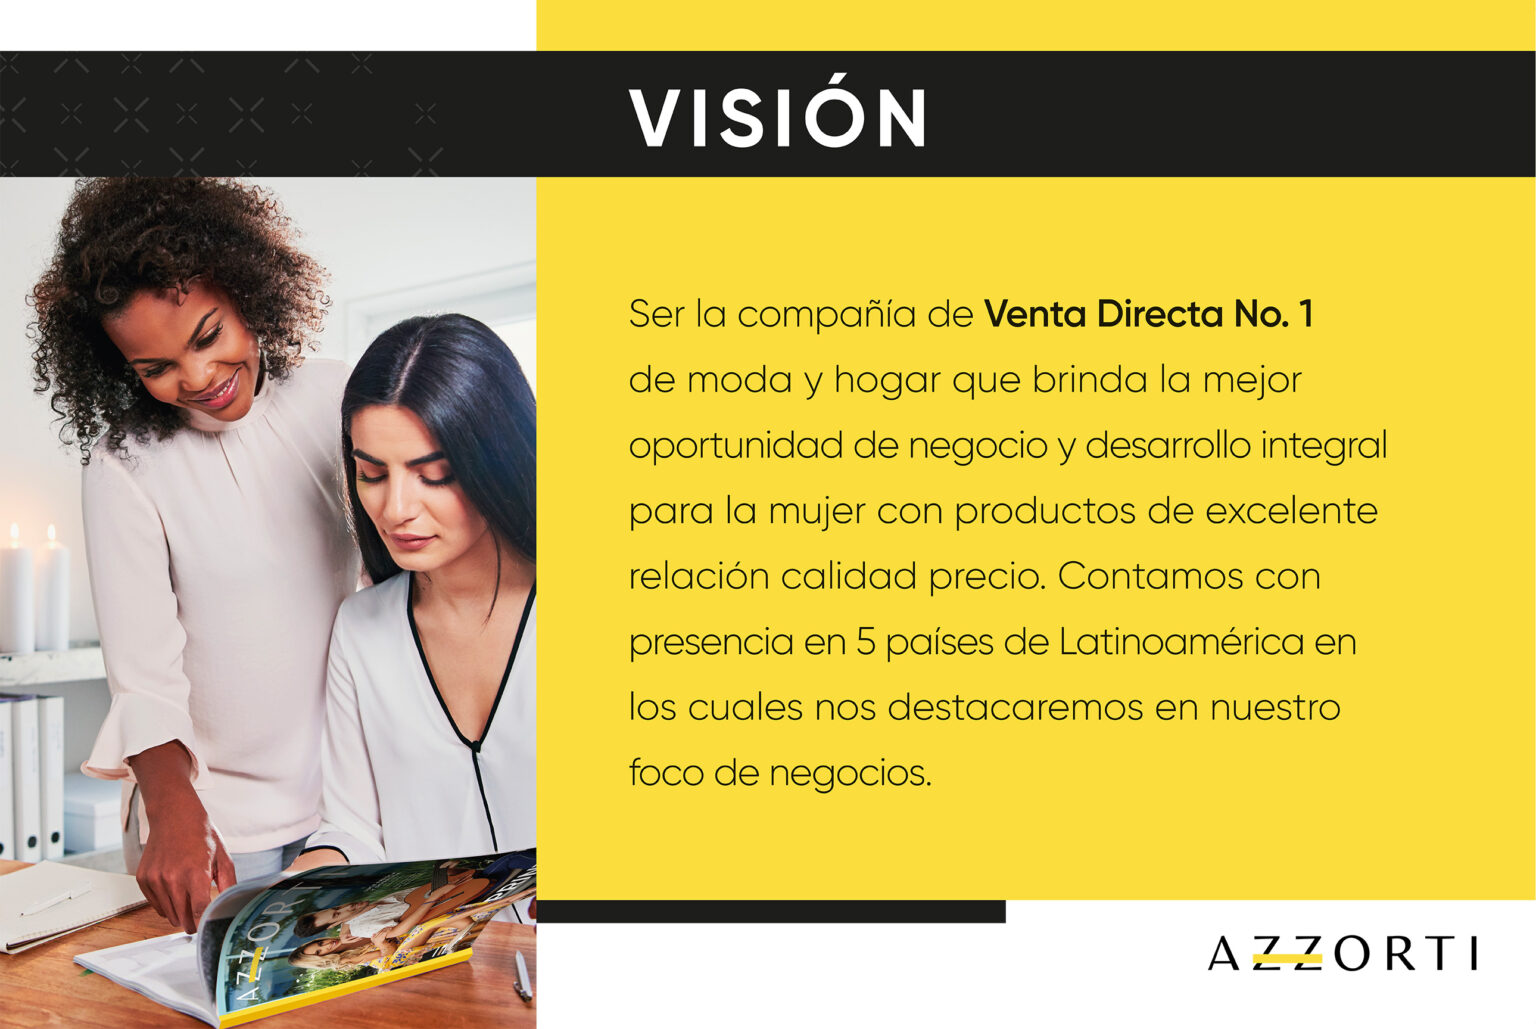 VISIÓN
Ser la compañía de Venta Directa No. 1
de moda y hogar que brinda la mejor
oportunidad de negocio y desarrollo integral
para la mujer con productos de excelente
relación calidad precio. Contamos con
presencia en 5 países de Latinoamérica en
los cuales nos destacaremos en nuestro
foco de negocios.
AZZORTI
AZZORTI